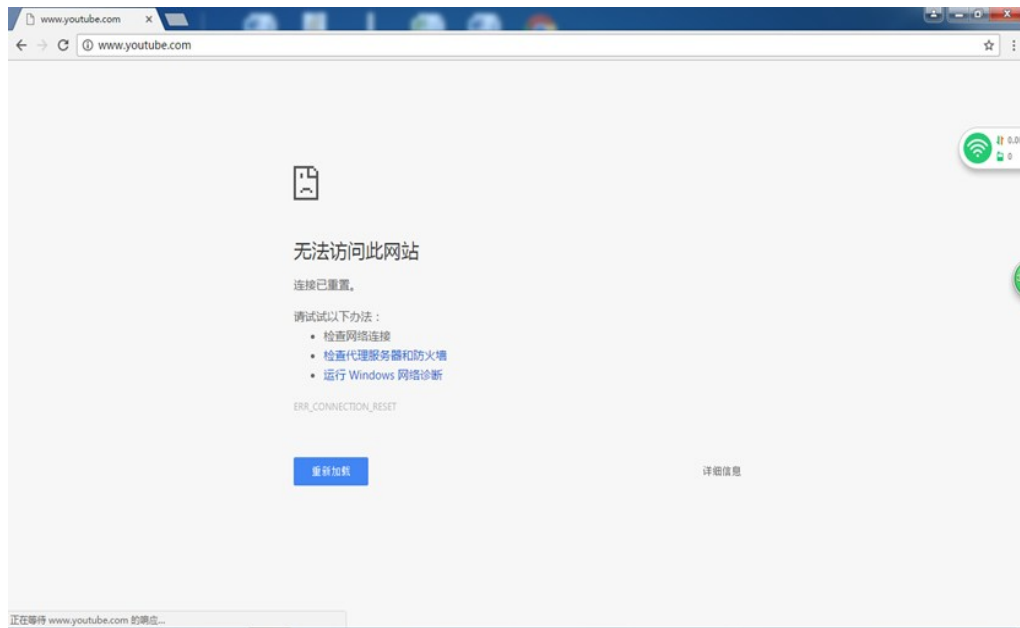 www.youtube.com
www.youtube.com
0
无法访问此网站
连接已重置。
请试试以下办法：
检查网络连接
检查代理服务器和防火墙
运行 Windows 网络诊断
ERR_CONNECTION_RESET
重新加载
详细信息
正在等待 www.youtube.com 的响应...